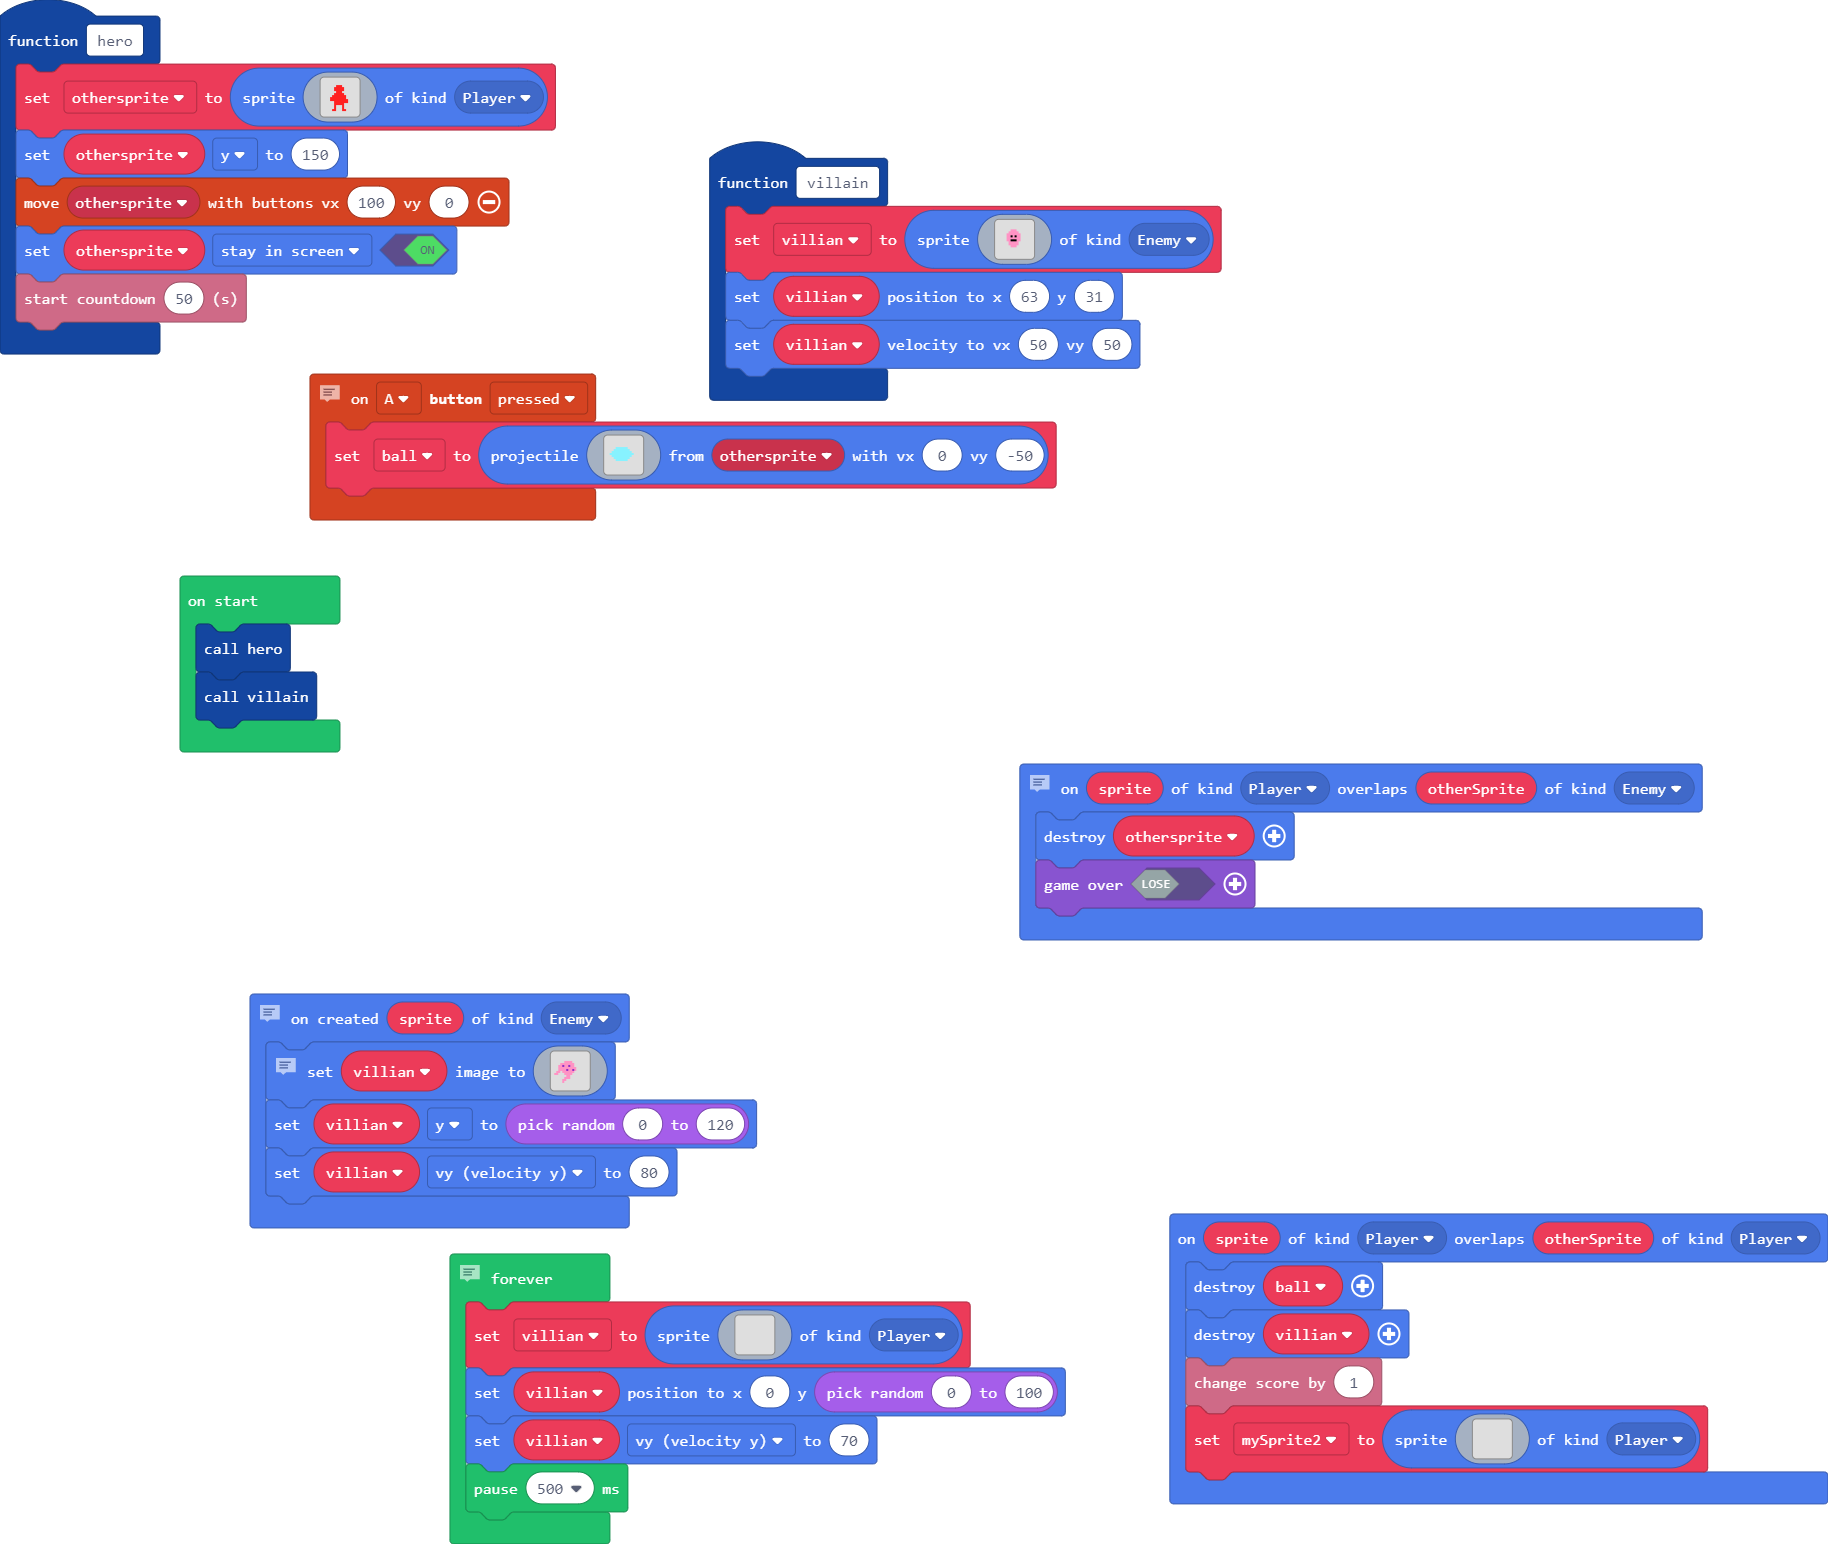 function hero
set othersprite to sprite of kind Player
set othersprite y to 150
move othersprite with buttons vx 100 vy 0
set othersprite stay in screen ON
start countdown 50 (s)
function villain
set villian to sprite of kind Enemy
set villian position to x 63 y 31
set villian velocity to vx 50 vy 50
on A button pressed
set ball to projectile from othersprite with vx 0 vy -50
on start
call hero
call villain
on sprite of kind Player overlaps otherSprite of kind Enemy
destroy othersprite
game over LOSE
on created sprite of kind Enemy
set villian image to
set villian y to pick random 0 to 120
set villian vy (velocity y) to 80
forever
set villian to sprite of kind Player
set villian position to x 0 y pick random 0 to 100
set villian vy (velocity y) to 70
pause 500 ms
on sprite of kind Player overlaps otherSprite of kind Player
destroy ball
destroy villian
change score by 1
set mySprite2 to sprite of kind Player